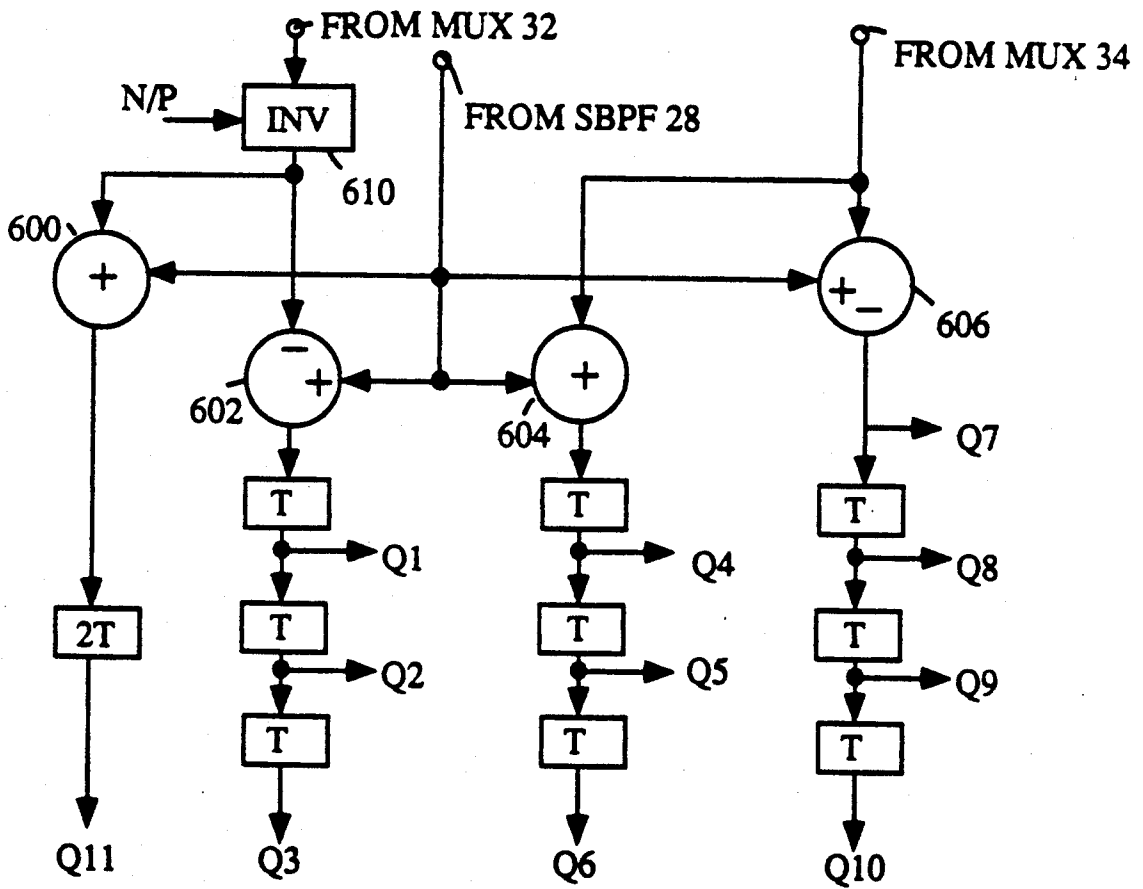 FROM MUX 32
FROM MUX 34
N/P
INV
FROM SBPF 28
610
600
+
+
−
606
−
+
602
+
604
Q7
T
T
T
Q1
Q4
Q8
2T
T
T
T
Q2
Q5
Q9
T
T
T
Q11
Q3
Q6
Q10